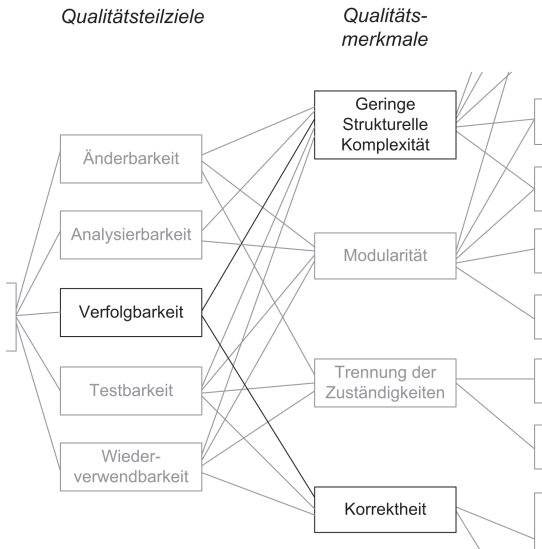 Qualitätsteilziele
Qualitäts-
merkmale
Geringe
Strukturelle
Komplexität
Änderbarkeit
Analysierbarkeit
Modularität
Verfolgbarkeit
Testbarkeit
Trennung der
Zuständigkeiten
Wieder-
verwendbarkeit
Korrektheit